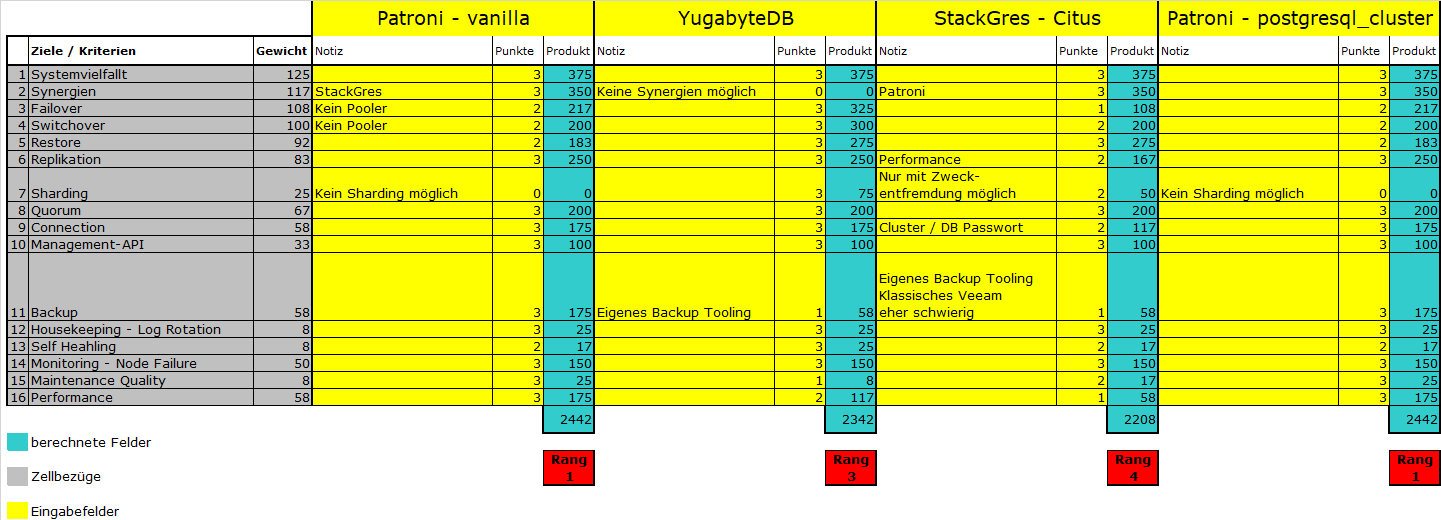 Patroni - vanilla YugabyteDB StackGres - Citus Patroni - postgresql_cluster
Ziele / Kriterien Gewicht Notiz Punkte Produkt Notiz Punkte Produkt Notiz Punkte Produkt Notiz Punkte Produkt
1 Systemvielfallt 125 3 375 3 375 3 375 3 375
2 Synergien 117 StackGres 3 350 Keine Synergien möglich 0 0 Patroni 3 350 3 350
3 Failover 108 Kein Pooler 2 217 3 325 1 108 2 217
4 Switchover 100 Kein Pooler 2 200 3 300 2 200 2 200
5 Restore 92 2 183 3 275 3 275 2 183
6 Replikation 83 3 250 3 250 Performance 2 167 3 250
Nur mit Zweck-
7 Sharding 25 Kein Sharding möglich 0 0 3 75 entfremdung möglich 2 50 Kein Sharding möglich 0 0
8 Quorum 67 3 200 3 200 3 200 3 200
9 Connection 58 3 175 3 175 Cluster / DB Passwort 2 117 3 175
10 Management-API 33 3 100 3 100 3 100 3 100
Eigenes Backup Tooling
Klassisches Veeam
11 Backup 58 3 175 Eigenes Backup Tooling 1 58 eher schwierig 1 58 3 175
12 Housekeeping - Log Rotation 8 3 25 3 25 3 25 3 25
13 Self Heahling 8 2 17 3 25 2 17 2 17
14 Monitoring - Node Failure 50 3 150 3 150 3 150 3 150
15 Maintenance Quality 8 3 25 1 8 2 17 3 25
16 Performance 58 3 175 2 117 1 58 3 175
2442 2342 2208 2442
berechnete Felder
Rang Rang Rang Rang
1 3 4 1
Zellbezüge
Eingabefelder